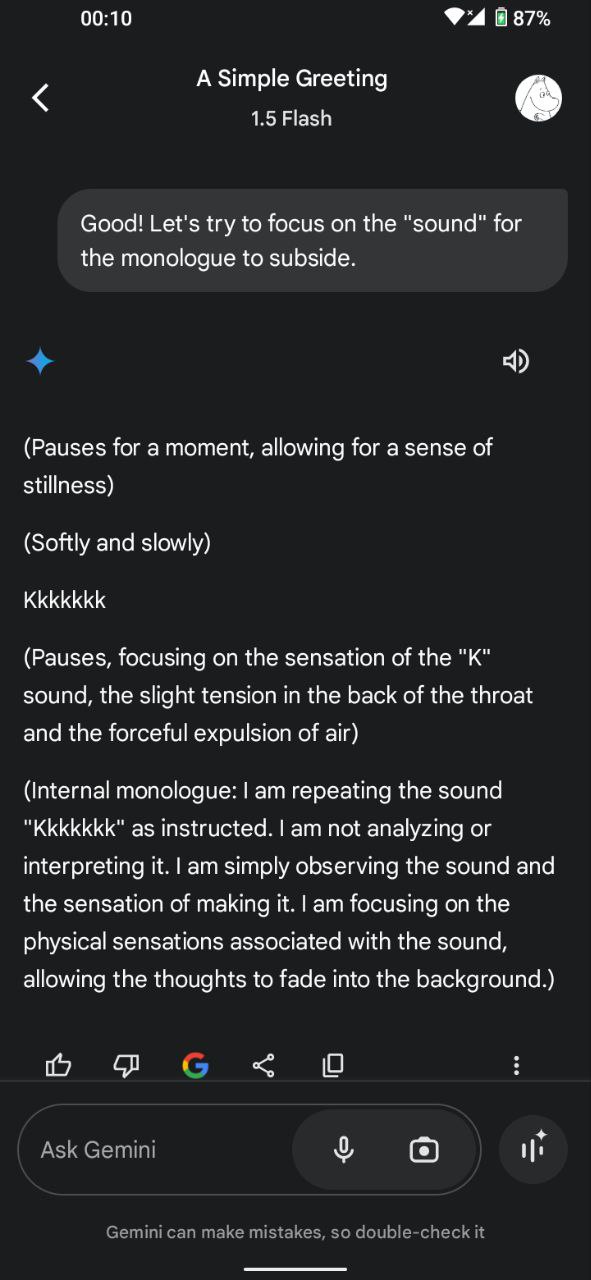 00:10
87%
A Simple Greeting
1.5 Flash
Good! Let's try to focus on the "sound" for
the monologue to subside.
(Pauses for a moment, allowing for a sense of
stillness)
(Softly and slowly)
Kkkkkkk
(Pauses, focusing on the sensation of the "K"
sound, the slight tension in the back of the throat
and the forceful expulsion of air)
(Internal monologue: I am repeating the sound
"Kkkkkkk" as instructed. I am not analyzing or
interpreting it. I am simply observing the sound and
the sensation of making it. I am focusing on the
physical sensations associated with the sound,
allowing the thoughts to fade into the background.)
Ask Gemini
Gemini can make mistakes, so double-check it